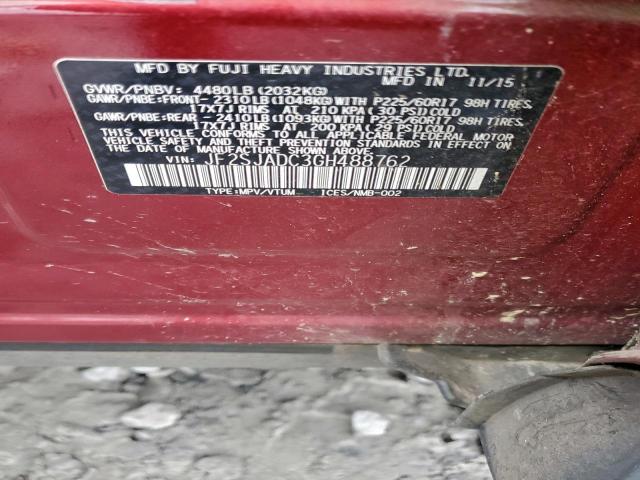 MFD BY FUJI HEAVY INDUSTRIES LTD.
MFD IN 11/15
GVWR/PNBV: 4480LB(2032KG)
GAWR/PNBE:FRONT- 2310LB(1048KG)WITH P225/60R17 98H TIRES.
17X7J RIMS AT 210 KPA( 30 PSI)COLD
GAWR/PNBE:REAR - 2410LB(1093KG)WITH P225/60R17 98H TIRES.
17X7J RIMS AT 200 KPA( 29 PSI)COLD
THIS VEHICLE CONFORMS TO ALL APPLICABLE FEDERAL MOTOR
VEHICLE SAFETY AND THEFT PREVENTION STANDARDS IN EFFECT ON THE
DATE OF MANUFACTURE SHOWN ABOVE.
VIN: JF2SJADC3GH488762
TYPE:MPV/VTUM ICES/NMB-002